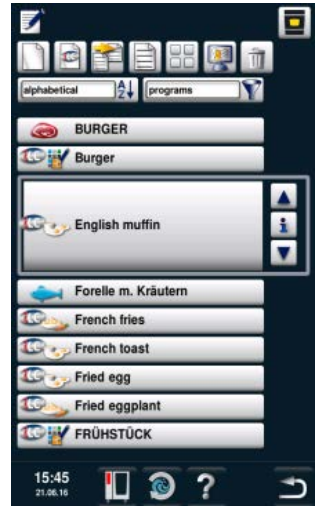 alphabetical
A
Z
programs
BURGER
Burger
English muffin
i
Forelle m. Kräutern
French fries
French toast
Fried egg
Fried eggplant
FRÜHSTÜCK
15:45
21.06.16
?